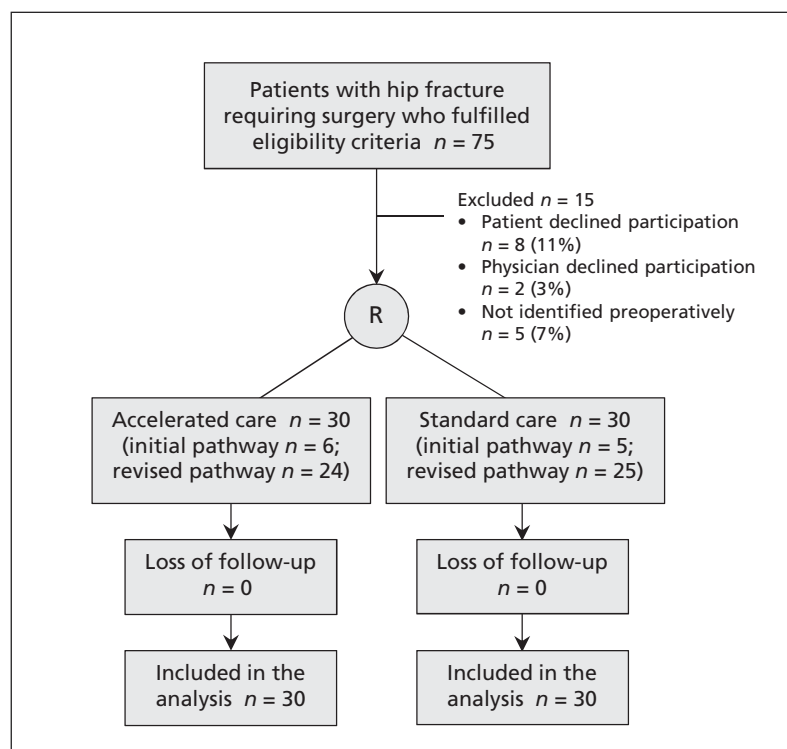 Patients with hip fracture
requiring surgery who fulfilled
eligibility criteria n = 75
Excluded n = 15
• Patient declined participation
n = 8 (11%)
• Physician declined participation
n = 2 (3%)
• Not identified preoperatively
n = 5 (7%)
R
Accelerated care n = 30
(initial pathway n = 6;
revised pathway n = 24)
Standard care n = 30
(initial pathway n = 5;
revised pathway n = 25)
Loss of follow-up
n = 0
Loss of follow-up
n = 0
Included in the
analysis n = 30
Included in the
analysis n = 30